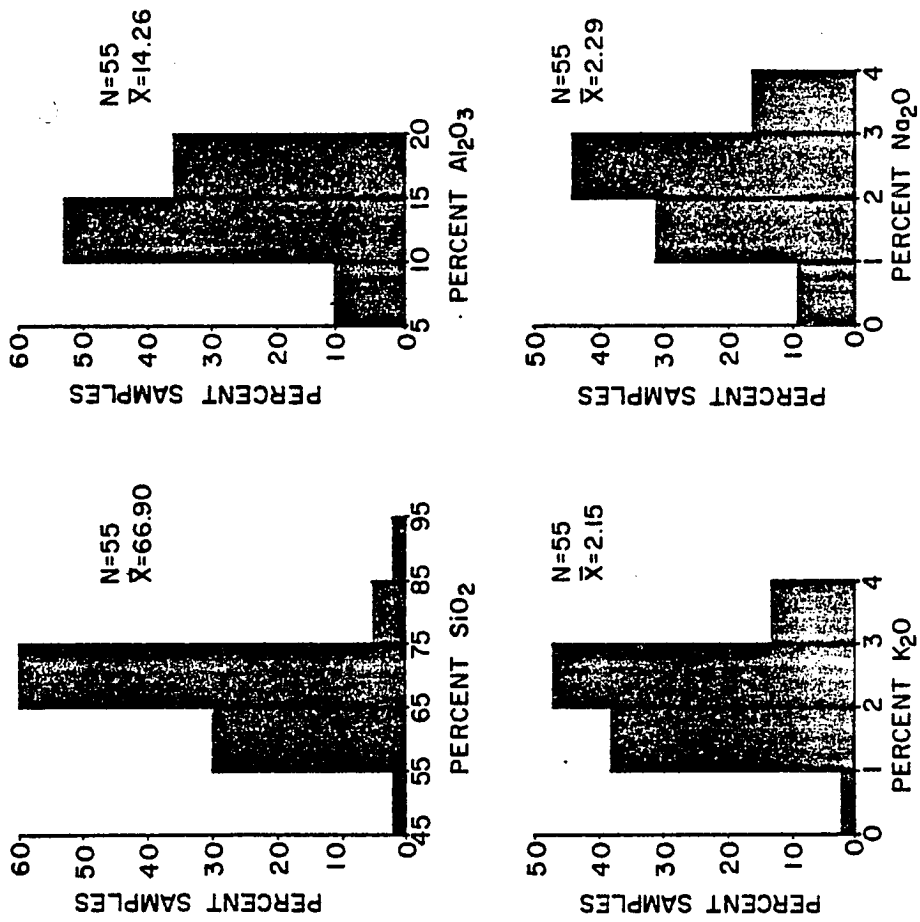 60
50
40
30
20
10
0
PERCENT SAMPLES
45 55 65 75 85 95
PERCENT SiO₂
N=55
X̅=66.90
60
50
40
30
20
10
0
PERCENT SAMPLES
5 10 15 20
PERCENT Al₂O₃
N=55
X̅=14.26
50
40
30
20
10
0
PERCENT SAMPLES
0 1 2 3 4
PERCENT K₂O
N=55
X̅=2.15
50
40
30
20
10
0
PERCENT SAMPLES
0 1 2 3 4
PERCENT Na₂O
N=55
X̅=2.29